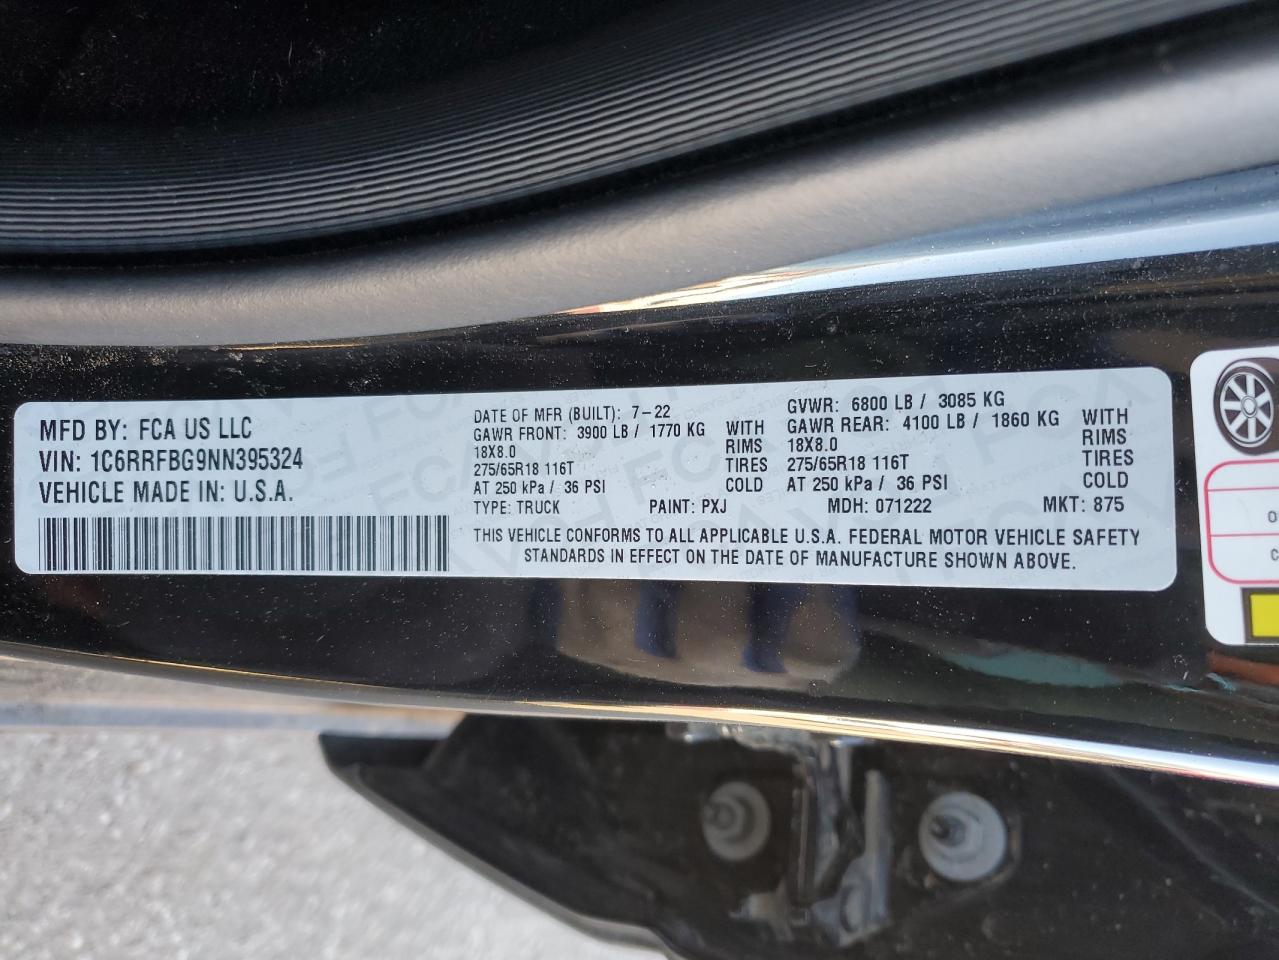 MFD BY: FCA US LLC
VIN: 1C6RRFBG9NN395324
VEHICLE MADE IN: U.S.A.
DATE OF MFR (BUILT): 7-22
GAWR FRONT: 3900 LB / 1770 KG WITH
18X8.0 RIMS
275/65R18 116T TIRES
AT 250 kPa / 36 PSI COLD
TYPE: TRUCK PAINT: PXJ
GVWR: 6800 LB / 3085 KG
GAWR REAR: 4100 LB / 1860 KG WITH
18X8.0 RIMS
275/65R18 116T TIRES
AT 250 kPa / 36 PSI COLD
MDH: 071222 MKT: 875
THIS VEHICLE CONFORMS TO ALL APPLICABLE U.S.A. FEDERAL MOTOR VEHICLE SAFETY
STANDARDS IN EFFECT ON THE DATE OF MANUFACTURE SHOWN ABOVE.